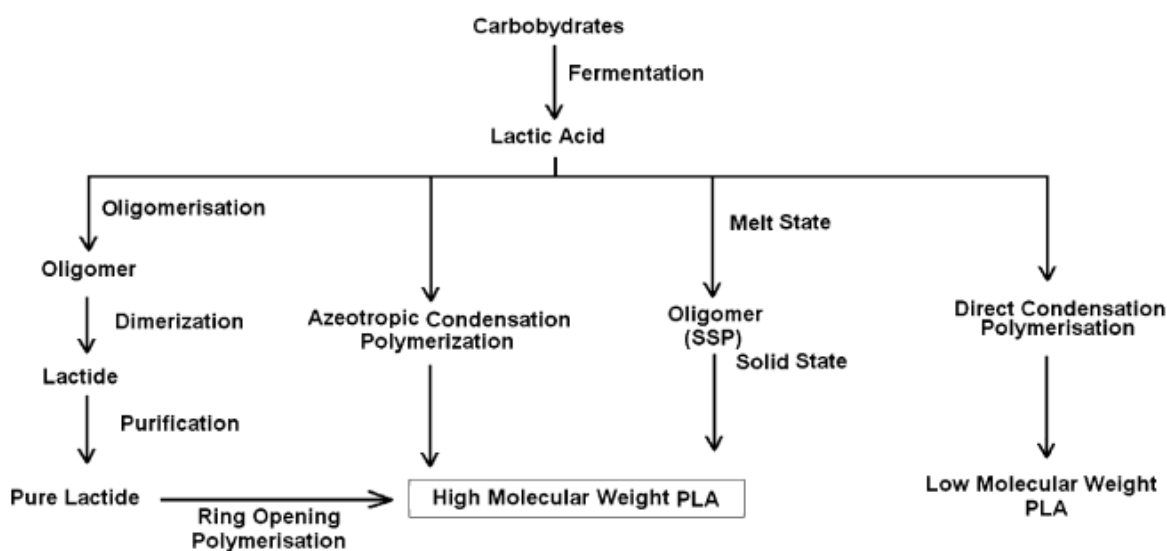 Carbobydrates
Fermentation
Lactic Acid
Oligomerisation
Melt State
Oligomer
Dimerization
Azeotropic Condensation
Polymerization
Oligomer
(SSP)
Direct Condensation
Polymerisation
Lactide
Solid State
Purification
Pure Lactide
Ring Opening
Polymerisation
High Molecular Weight PLA
Low Molecular Weight
PLA